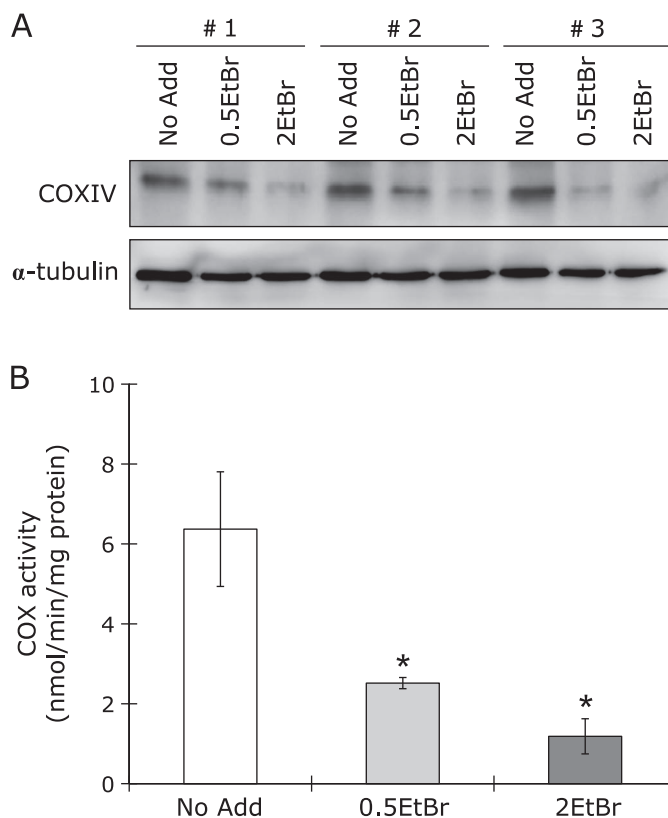 A
# 1 # 2 # 3
No Add 0.5EtBr 2EtBr No Add 0.5EtBr 2EtBr No Add 0.5EtBr 2EtBr
COXIV
α-tubulin
B
COX activity
(nmol/min/mg protein)
10
8
6
4
2
0
* *
No Add 0.5EtBr 2EtBr